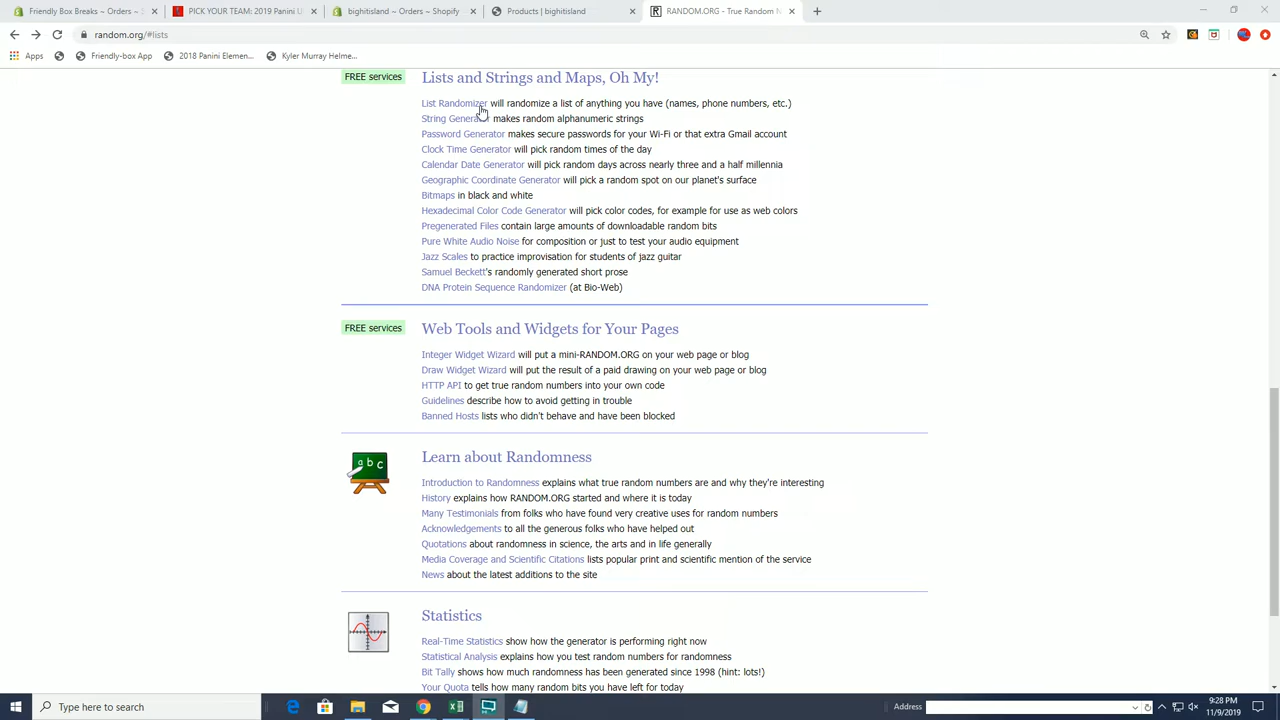 Friendly Box Breaks ~ Orders ~ S
PICK YOUR TEAM: 2019 Panini U
bighitisland ~ Orders ~ Shopify
Products | bighitisland
RANDOM.ORG - True Random N
random.org/#lists
Apps
Friendly-box App
2018 Panini Elemen...
Kyler Murray Helme...
FREE services
Lists and Strings and Maps, Oh My!
List Randomizer will randomize a list of anything you have (names, phone numbers, etc.)
String Generator makes random alphanumeric strings
Password Generator makes secure passwords for your Wi-Fi or that extra Gmail account
Clock Time Generator will pick random times of the day
Calendar Date Generator will pick random days across nearly three and a half millennia
Geographic Coordinate Generator will pick a random spot on our planet's surface
Bitmaps in black and white
Hexadecimal Color Code Generator will pick color codes, for example for use as web colors
Pregenerated Files contain large amounts of downloadable random bits
Pure White Audio Noise for composition or just to test your audio equipment
Jazz Scales to practice improvisation for students of jazz guitar
Samuel Beckett's randomly generated short prose
DNA Protein Sequence Randomizer (at Bio-Web)
FREE services
Web Tools and Widgets for Your Pages
Integer Widget Wizard will put a mini-RANDOM.ORG on your web page or blog
Draw Widget Wizard will put the result of a paid drawing on your web page or blog
HTTP API to get true random numbers into your own code
Guidelines describe how to avoid getting in trouble
Banned Hosts lists who didn't behave and have been blocked
a b c
Learn about Randomness
Introduction to Randomness explains what true random numbers are and why they're interesting
History explains how RANDOM.ORG started and where it is today
Many Testimonials from folks who have found very creative uses for random numbers
Acknowledgements to all the generous folks who have helped out
Quotations about randomness in science, the arts and in life generally
Media Coverage and Scientific Citations lists popular print and scientific mention of the service
News about the latest additions to the site
Statistics
Real-Time Statistics show how the generator is performing right now
Statistical Analysis explains how you test random numbers for randomness
Bit Tally shows how much randomness has been generated since 1998 (hint: lots!)
Your Quota tells how many random bits you have left for today
Type here to search
Address
9:28 PM
11/9/2019